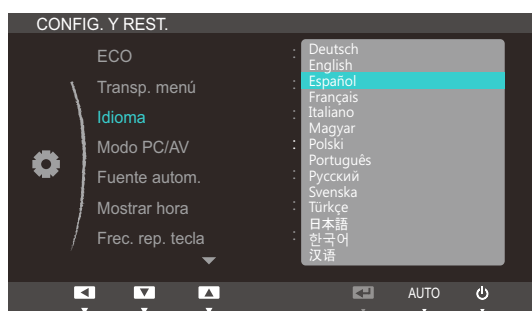 CONFIG. Y REST.
ECO :
Transp. menú :
Idioma :
Modo PC/AV :
Fuente autom. :
Mostrar hora :
Frec. rep. tecla :
Deutsch
English
Español
Français
Italiano
Magyar
Polski
Português
Русский
Svenska
Türkçe
日本語
한국어
汉语
AUTO